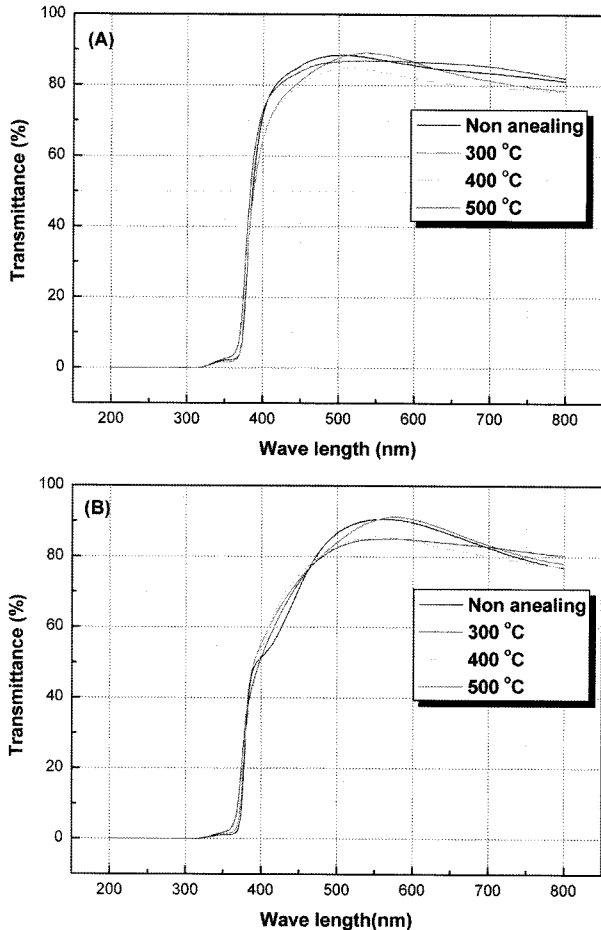 (A)
100
80
60
40
20
0
Transmittance (%)
Non anealing
300 °C
400 °C
500 °C
200 300 400 500 600 700 800
Wave length (nm)
(B)
100
80
60
40
20
0
Transmittance (%)
Non anealing
300 °C
400 °C
500 °C
200 300 400 500 600 700 800
Wave length(nm)